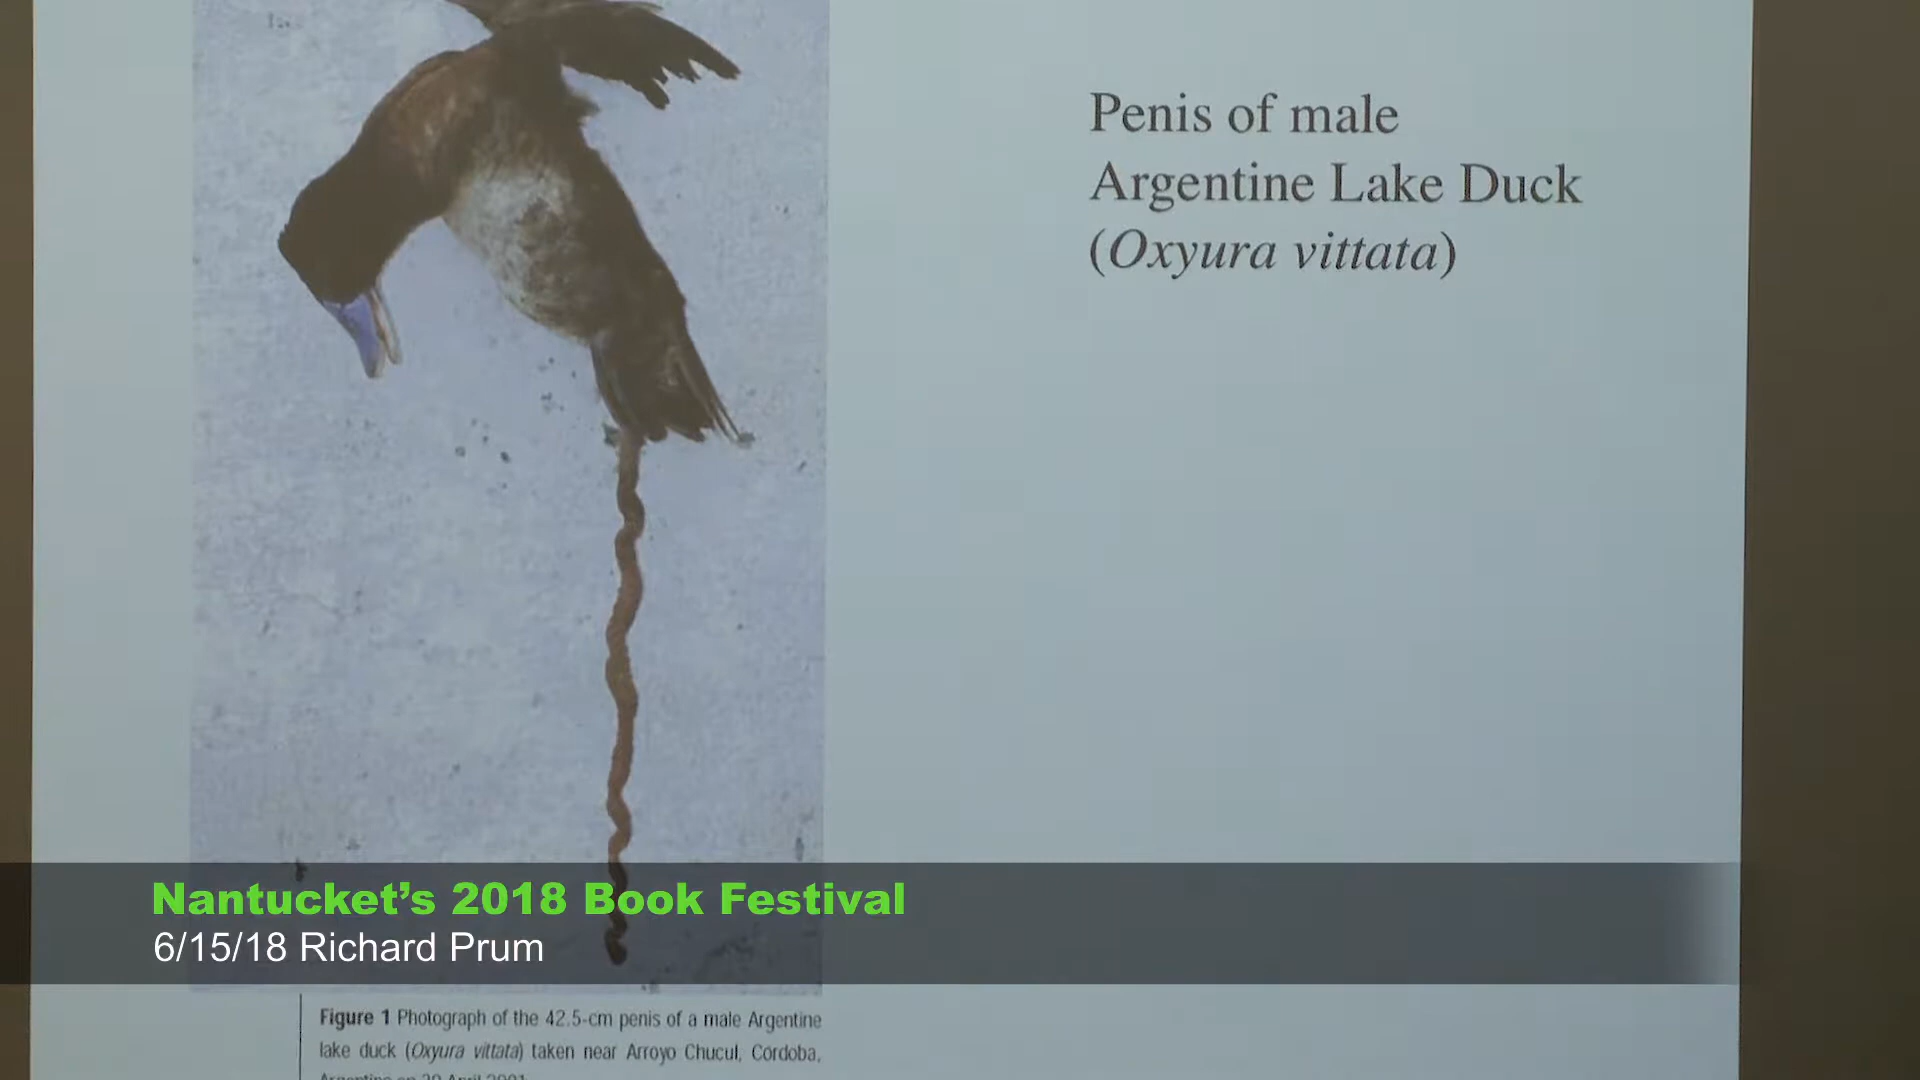 Penis of male
Argentine Lake Duck
(Oxyura vittata)
Nantucket’s 2018 Book Festival
6/15/18 Richard Prum
Figure 1 Photograph of the 42.5-cm penis of a male Argentine
lake duck (Oxyura vittata) taken near Arroyo Chucul, Córdoba,